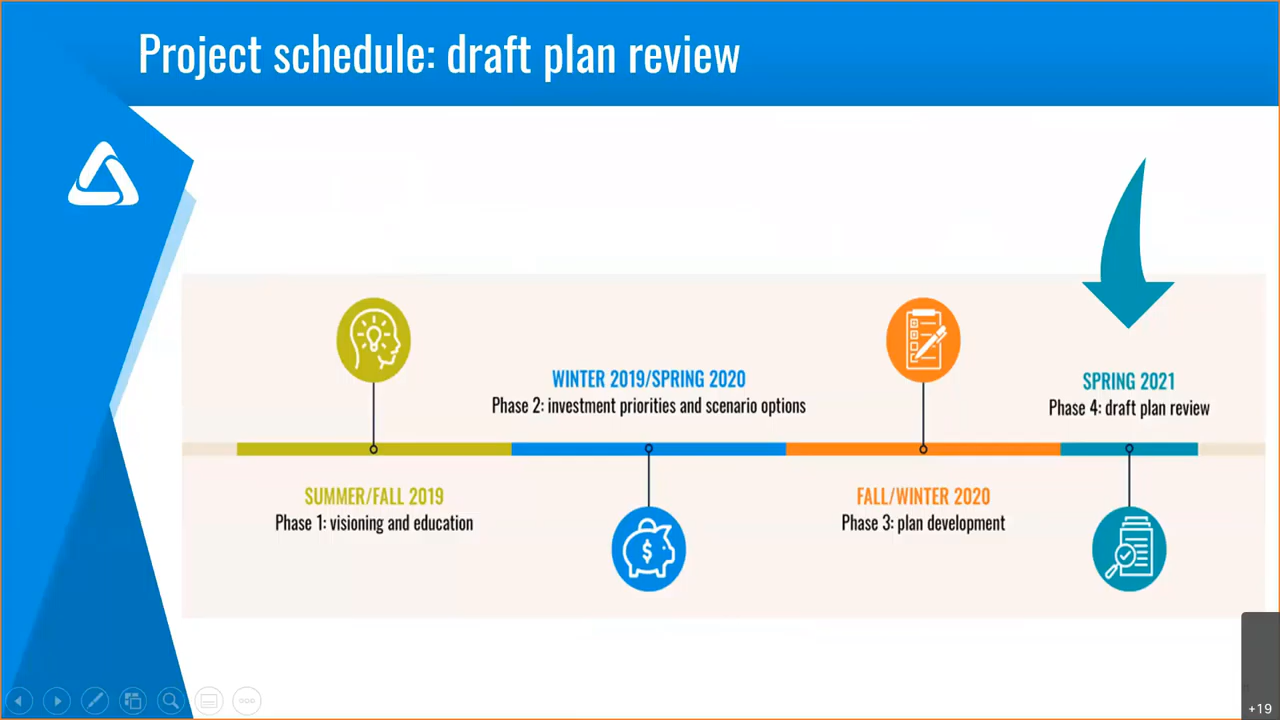 Project schedule: draft plan review
WINTER 2019/SPRING 2020
Phase 2: investment priorities and scenario options
SPRING 2021
Phase 4: draft plan review
SUMMER/FALL 2019
Phase 1: visioning and education
$
FALL/WINTER 2020
Phase 3: plan development
+19